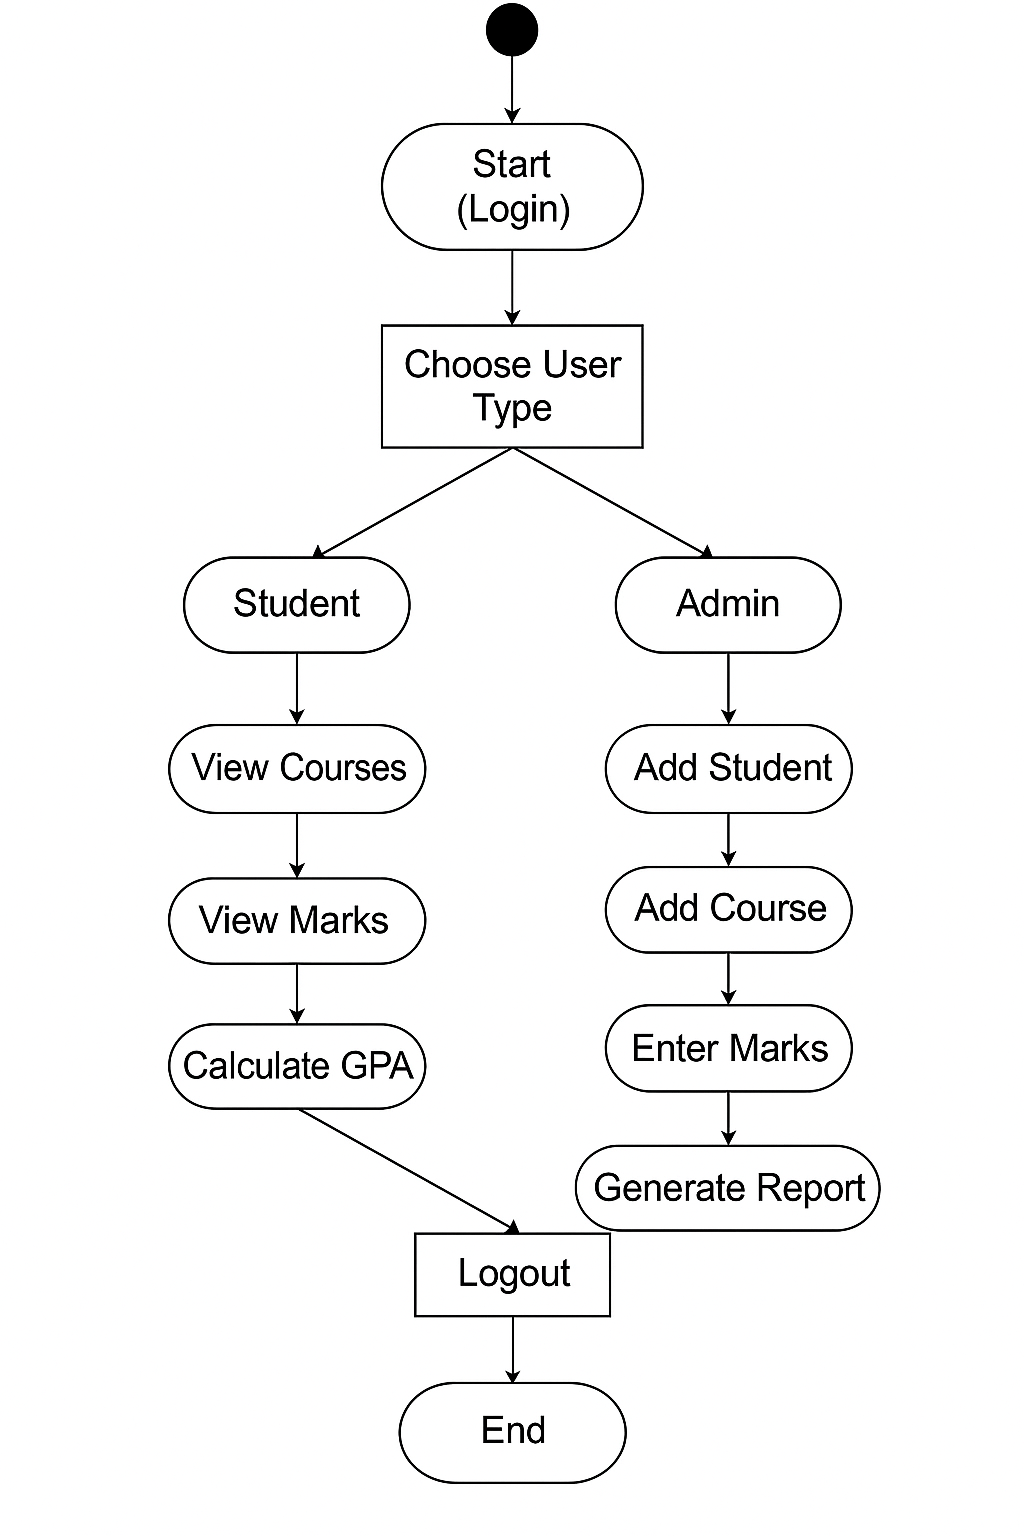 Start
(Login)
Choose User
Type
Student
Admin
View Courses
Add Student
View Marks
Add Course
Calculate GPA
Enter Marks
Generate Report
Logout
End